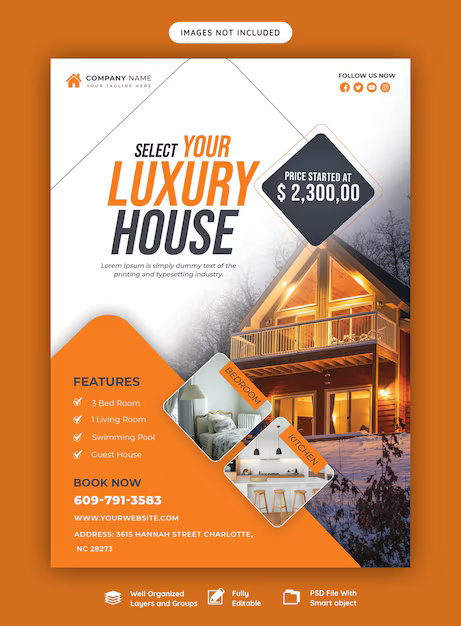 IMAGES NOT INCLUDED
COMPANY NAME
YOUR TAGLINE HERE
FOLLOW US NOW
SELECT YOUR
LUXURY
HOUSE
Lorem Ipsum is simply dummy text of the
printing and typesetting industry.
PRICE STARTED AT
$ 2,300,00
FEATURES
3 Bed Room
1 Living Room
Swimming Pool
Guest House
BEDROOM
KITCHEN
BOOK NOW
609-791-3583
WWW.YOURWEBSITE.COM
ADDRESS: 3615 HANNAH STREET CHARLOTTE,
NC 28273
Well Organized
Layers and Groups
Fully
Editable
PSD File With
Smart object